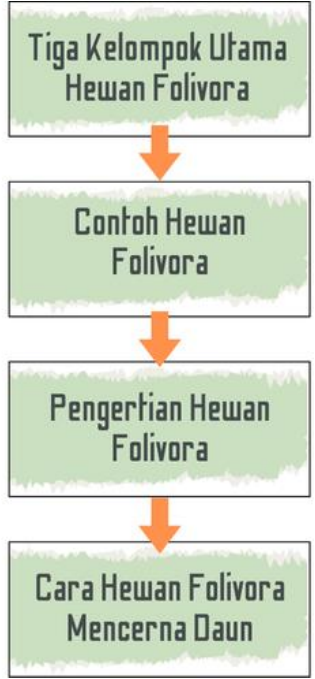 Tiga Kelompok Utama
Hewan Folivora
Contoh Hewan
Folivora
Pengertian Hewan
Folivora
Cara Hewan Folivora
Mencerna Daun